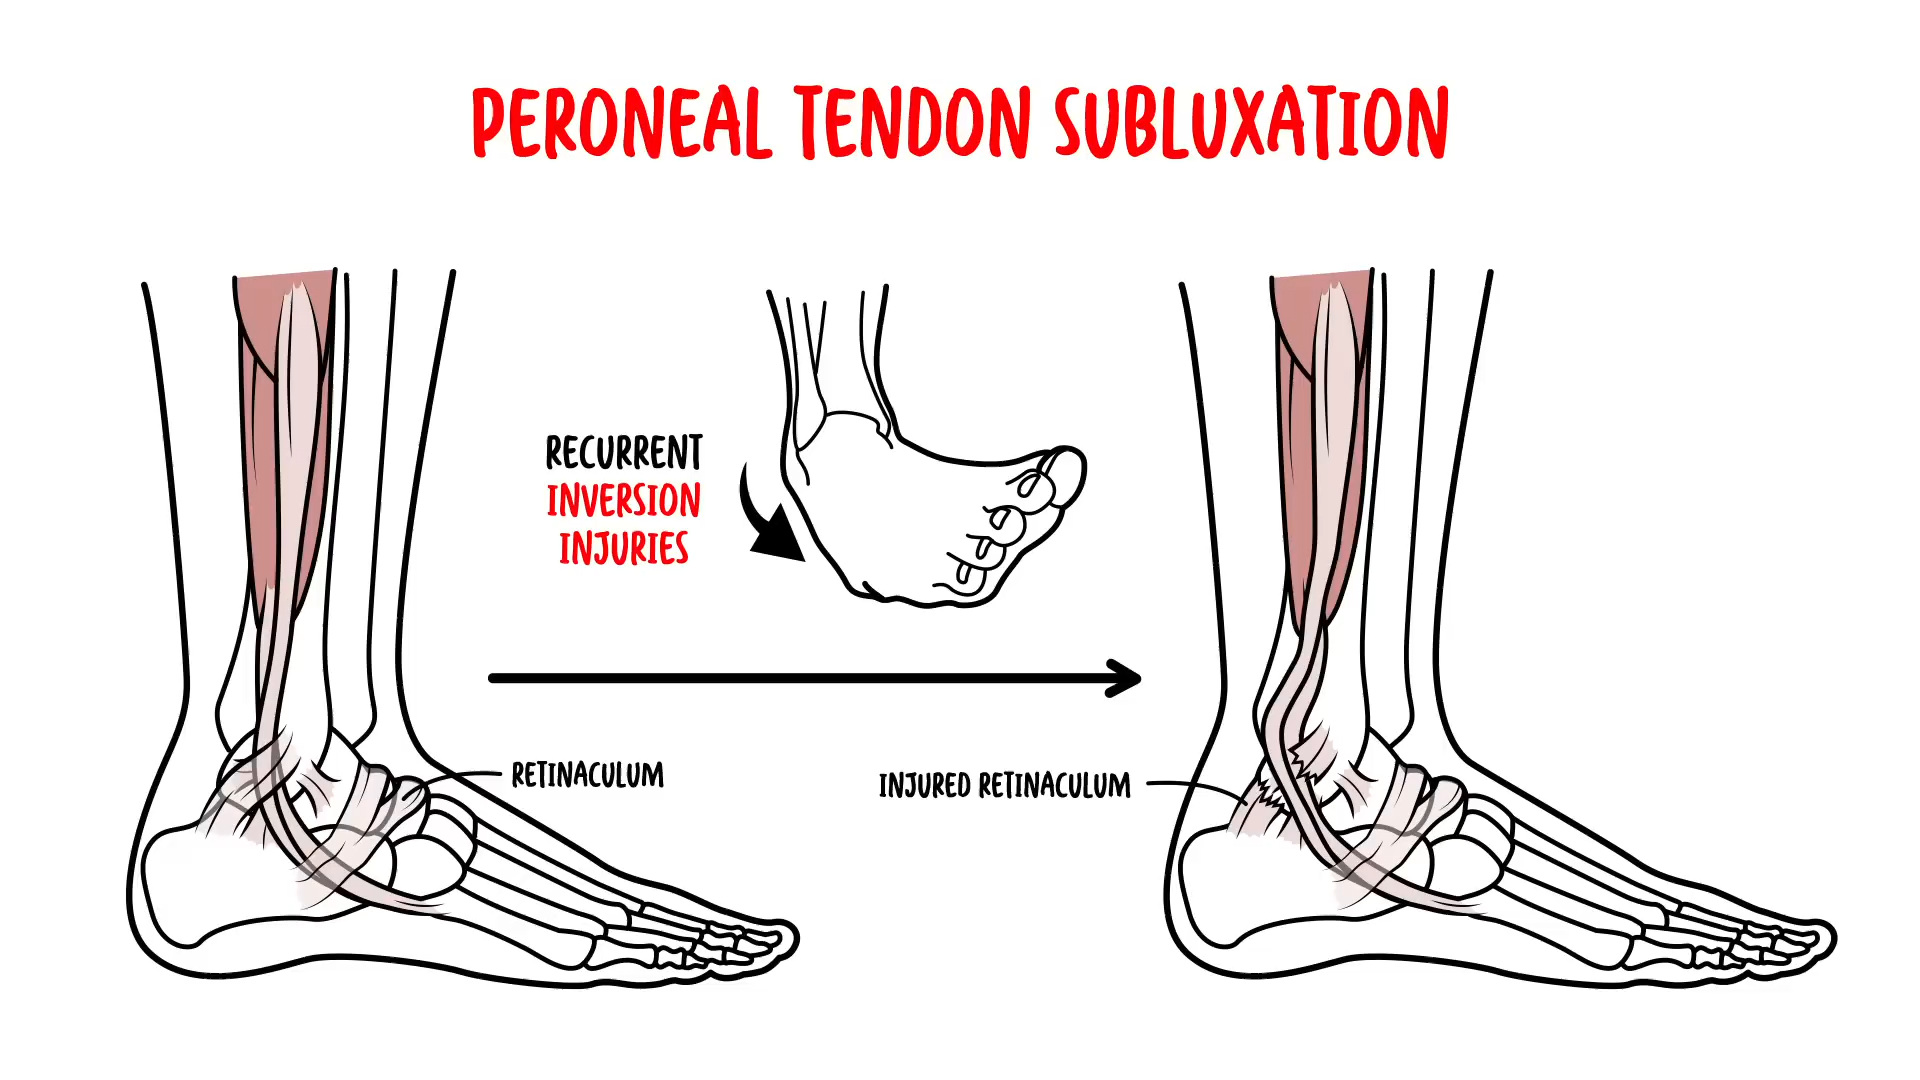 PERONEAL TENDON SUBLUXATION
RECURRENT
INVERSION
INJURIES
RETINACULUM
INJURED RETINACULUM